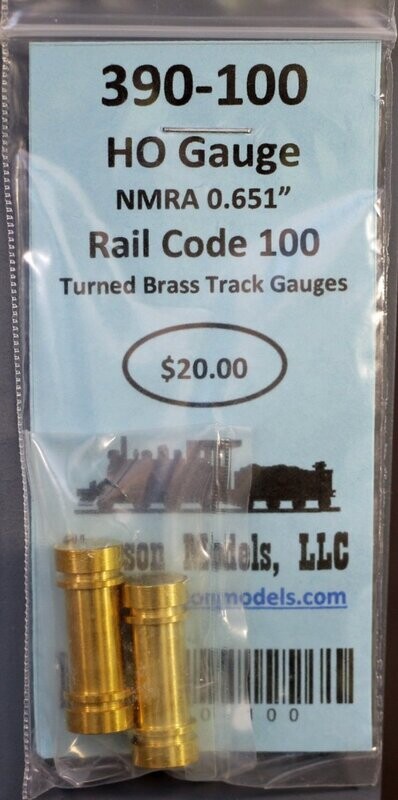 390-100
HO Gauge
NMRA 0.651”
Rail Code 100
Turned Brass Track Gauges
$20.00
Models, LLC